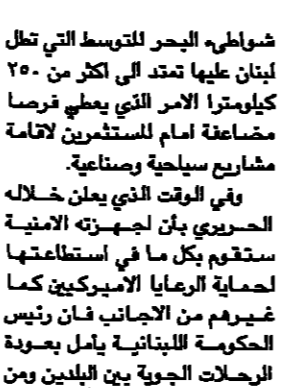 شواطىء البحر المتوسط التي تطل
لبنان عليها تمتد الى اكثر من ٢٥٠
كيلومترا الامر الذي يعطي فرصا
مضاعفة امام المستثمرين لاقامة
مشاريع سياحية وصناعية.
وفي الوقت الذي يعلن خلاله
الحريري بأن اجهزته الامنية
ستقوم بكل ما في استطاعتها
لحماية الرعايا الاميركيين كما
غيرهم من الاجانب فان رئيس
الحكومة اللبنانية يأمل بعودة
الرحلات الجوية بين البلدين ومن